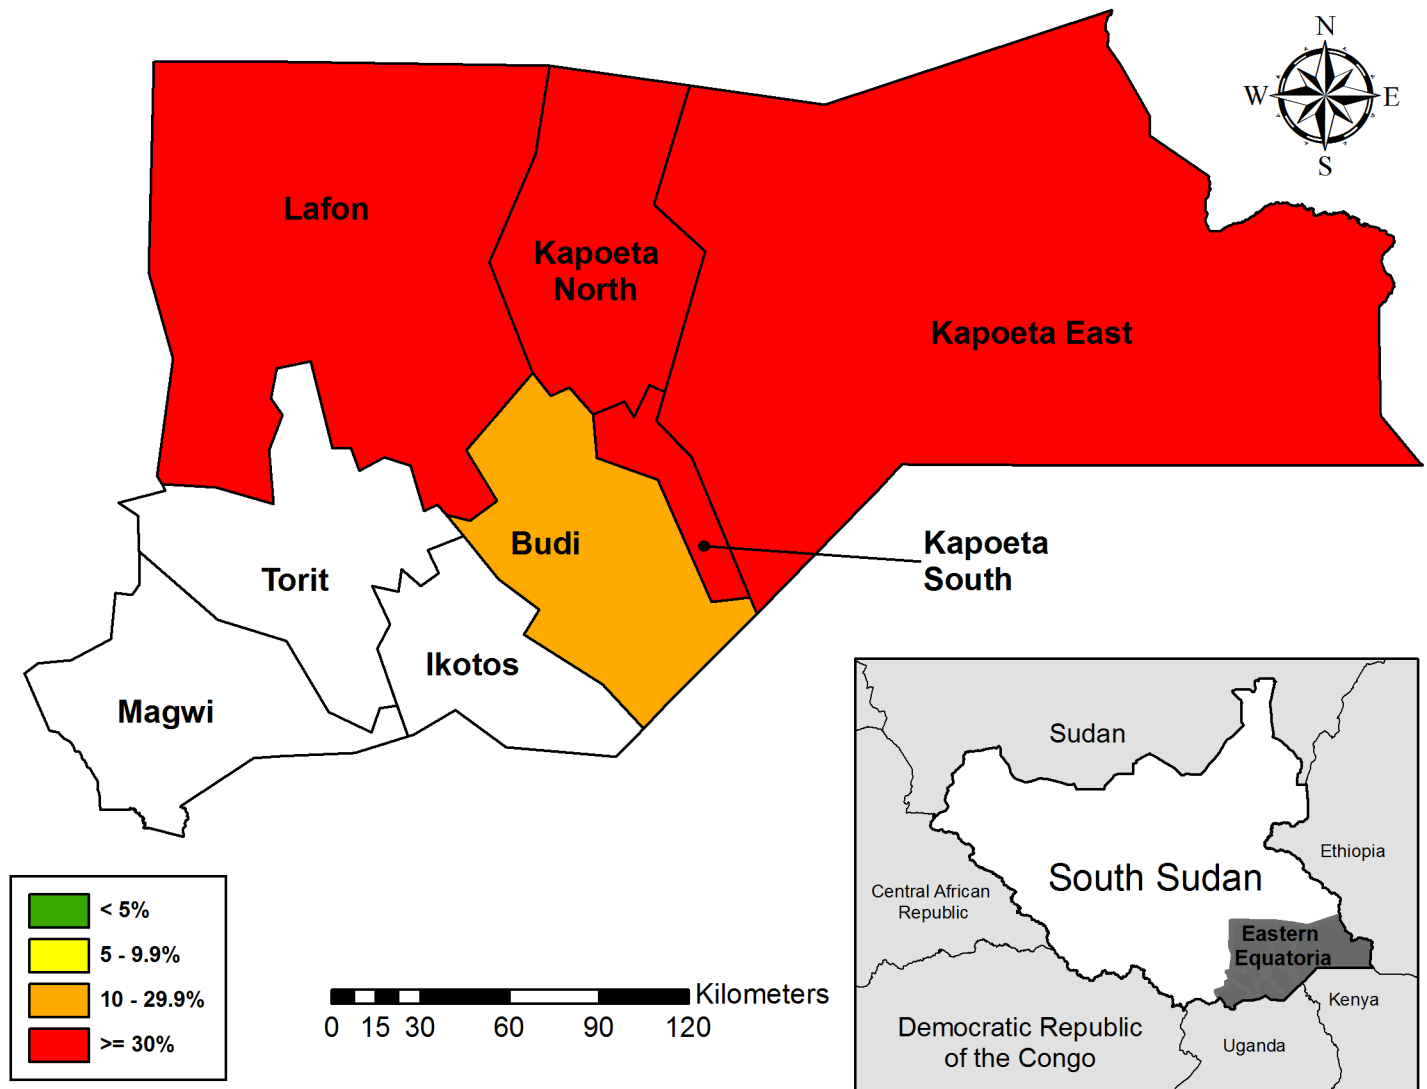 N
W
E
S
Lafon
Kapoeta
North
Kapoeta East
Budi
Kapoeta
South
Torit
Ikotos
Magwi
< 5%
5 - 9.9%
10 - 29.9%
>= 30%
Kilometers
0 15 30 60 90 120
Sudan
Ethiopia
South Sudan
Central African
Republic
Eastern
Equatoria
Kenya
Democratic Republic
of the Congo
Uganda